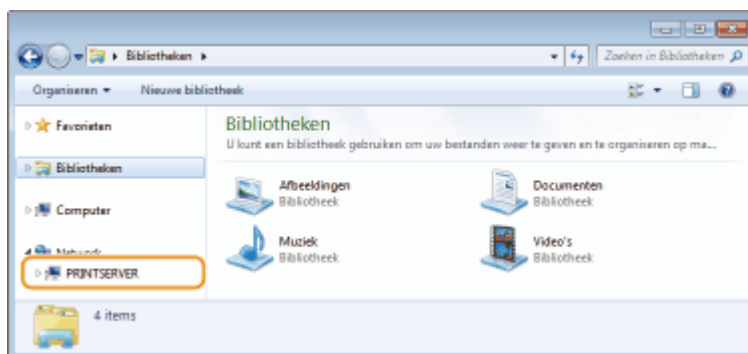 Bibliotheken
Zoeken in Bibliotheken
Organiseren
Nieuwe bibliotheek
Favorieten
Bibliotheken
Computer
Netwerk
PRINTSERVER
Bibliotheken
U kunt een bibliotheek gebruiken om uw bestanden weer te geven en te organiseren op ma...
Afbeeldingen
Bibliotheek
Documenten
Bibliotheek
Muziek
Bibliotheek
Video's
Bibliotheek
4 items